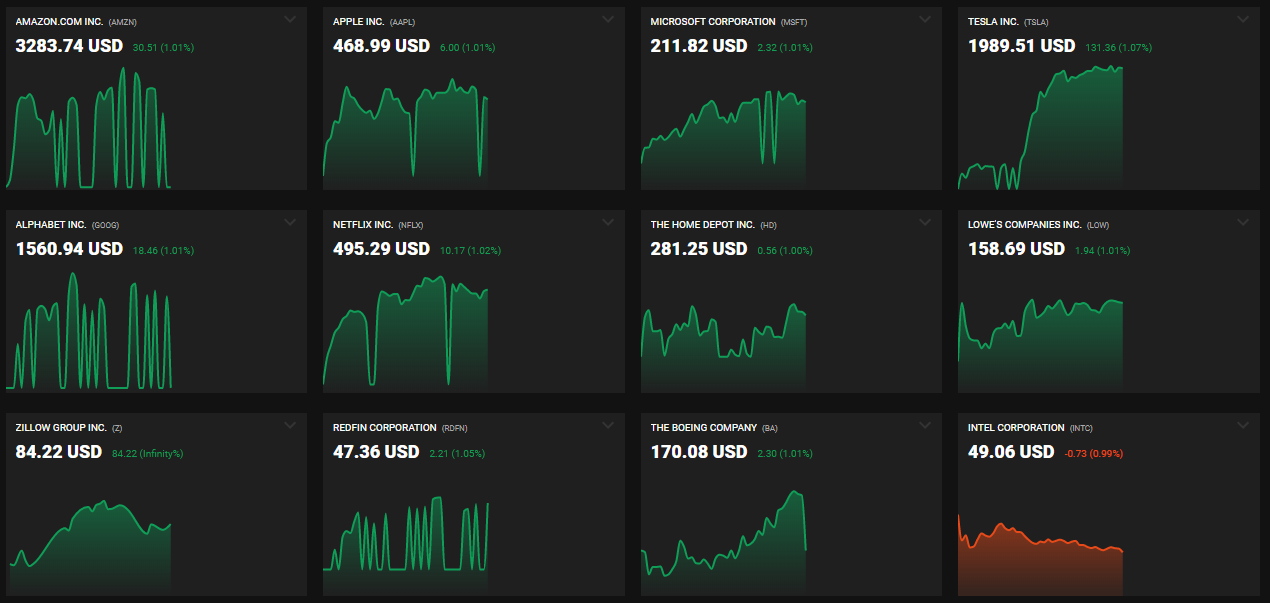 AMAZON.COM INC. (AMZN)
3283.74 USD 30.51 (1.01%)
APPLE INC. (AAPL)
468.99 USD 6.00 (1.01%)
MICROSOFT CORPORATION (MSFT)
211.82 USD 2.32 (1.01%)
TESLA INC. (TSLA)
1989.51 USD 131.36 (1.07%)
ALPHABET INC. (GOOG)
1560.94 USD 18.46 (1.01%)
NETFLIX INC. (NFLX)
495.29 USD 10.17 (1.02%)
THE HOME DEPOT INC. (HD)
281.25 USD 0.56 (1.00%)
LOWE'S COMPANIES INC. (LOW)
158.69 USD 1.94 (1.01%)
ZILLOW GROUP INC. (Z)
84.22 USD 84.22 (Infinity%)
REDFIN CORPORATION (RDFN)
47.36 USD 2.21 (1.05%)
THE BOEING COMPANY (BA)
170.08 USD 2.30 (1.01%)
INTEL CORPORATION (INTC)
49.06 USD -0.73 (0.99%)